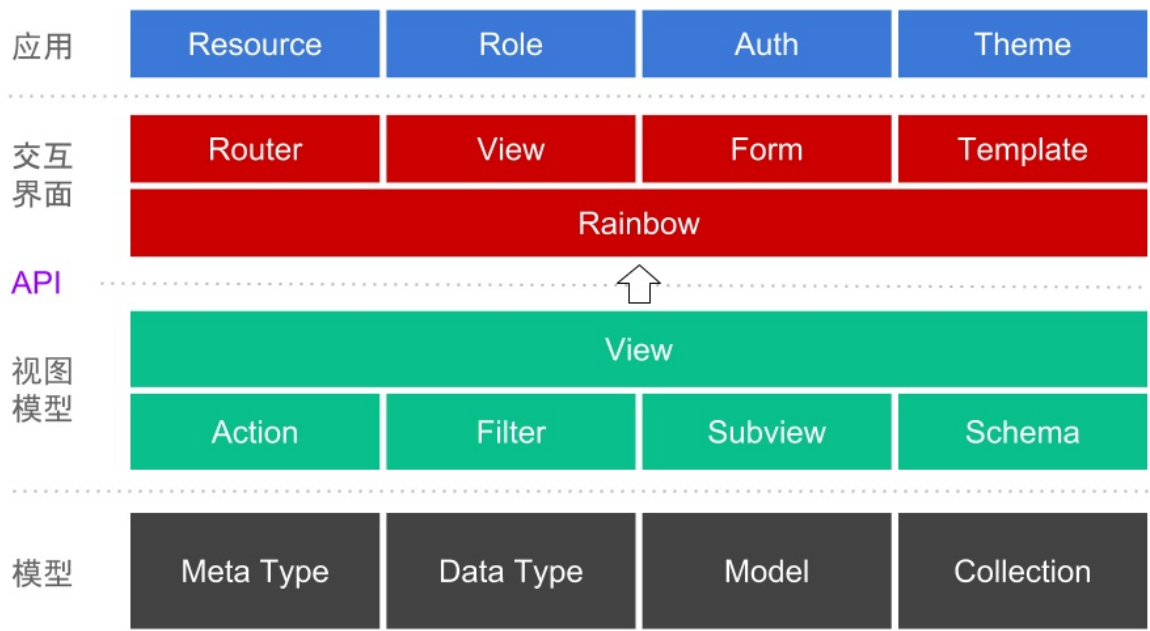 应用
Resource Role Auth Theme
交互
界面
Router View Form Template
Rainbow
API
视图
模型
View
Action Filter Subview Schema
模型
Meta Type Data Type Model Collection